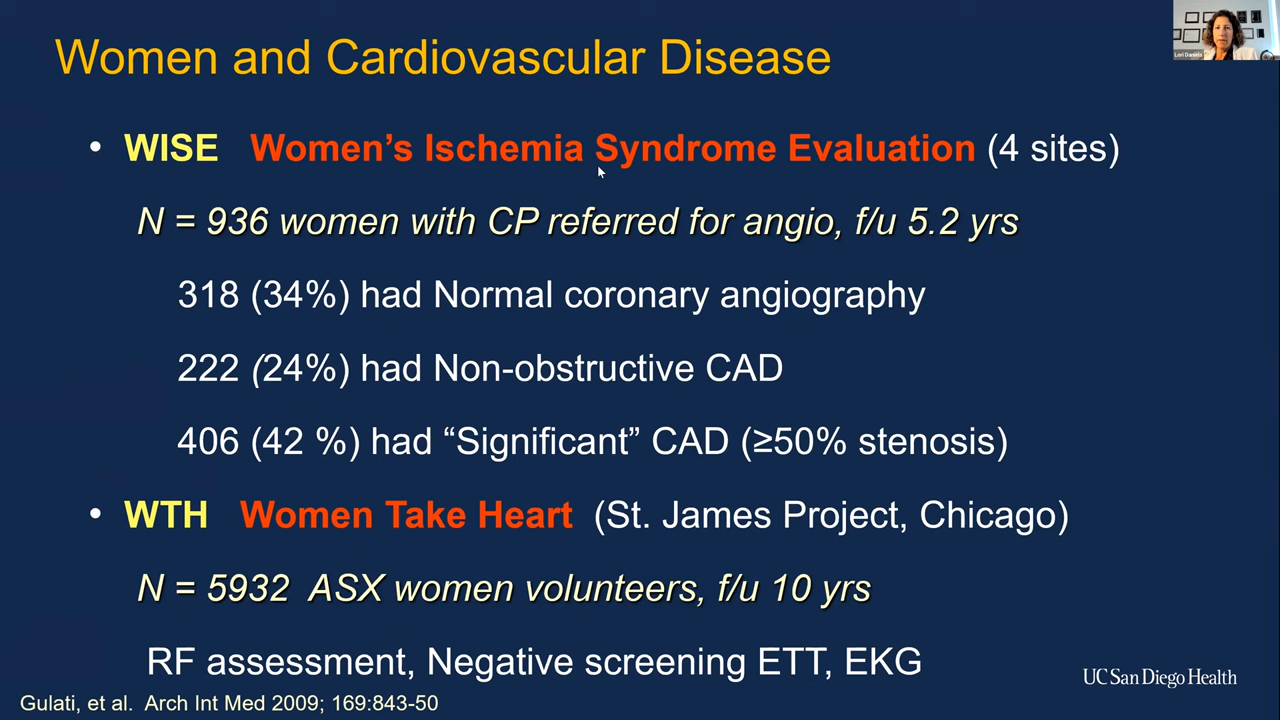 Women and Cardiovascular Disease
Lori Daniels
• WISE Women's Ischemia Syndrome Evaluation (4 sites)
N = 936 women with CP referred for angio, f/u 5.2 yrs
318 (34%) had Normal coronary angiography
222 (24%) had Non-obstructive CAD
406 (42 %) had “Significant” CAD (≥50% stenosis)
• WTH Women Take Heart (St. James Project, Chicago)
N = 5932 ASX women volunteers, f/u 10 yrs
RF assessment, Negative screening ETT, EKG
UC San Diego Health
Gulati, et al. Arch Int Med 2009; 169:843-50